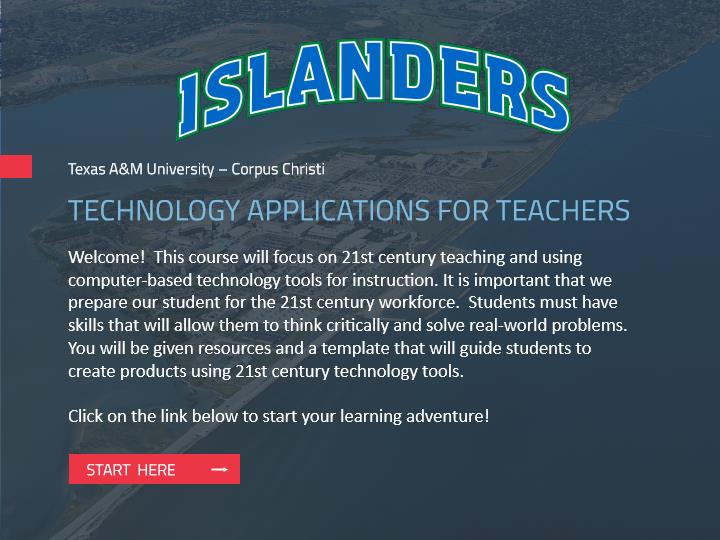 ISLANDERS
Texas A&M University – Corpus Christi
TECHNOLOGY APPLICATIONS FOR TEACHERS
Welcome!  This course will focus on 21st century teaching and using
computer-based technology tools for instruction. It is important that we
prepare our student for the 21st century workforce.  Students must have
skills that will allow them to think critically and solve real-world problems.
You will be given resources and a template that will guide students to
create products using 21st century technology tools.
Click on the link below to start your learning adventure!
START HERE →